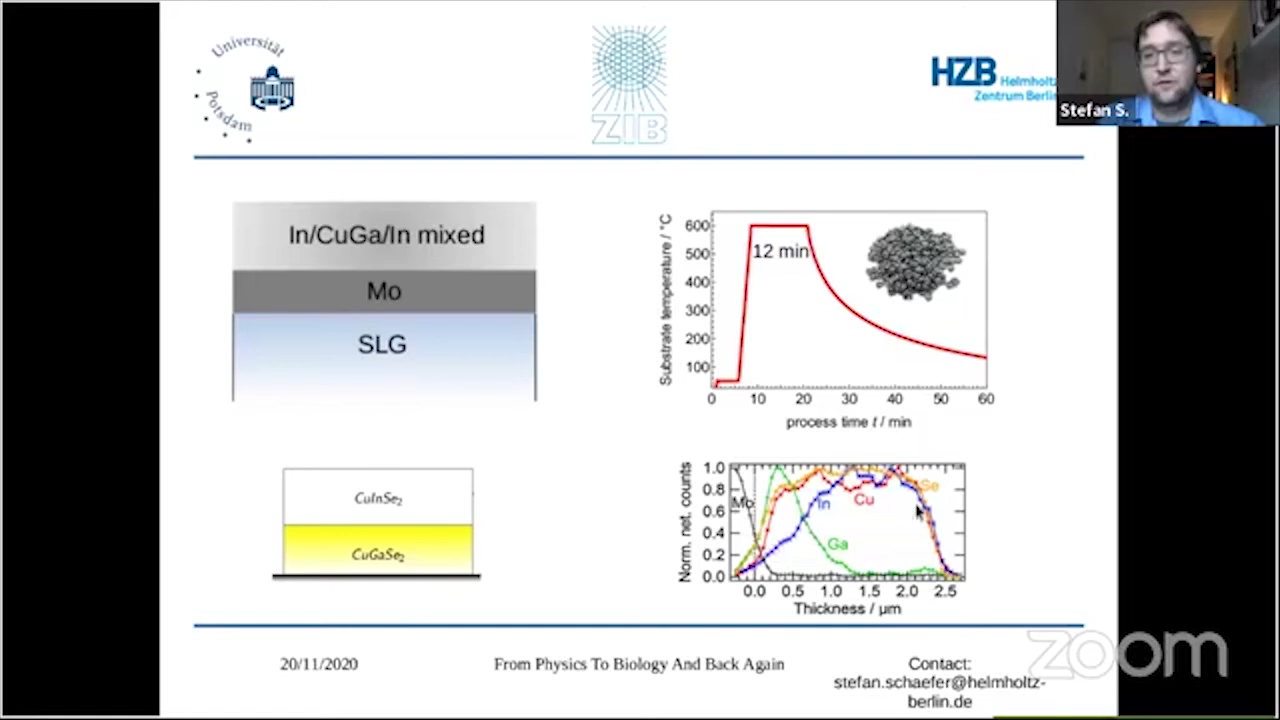 Universität
Potsdam
ZIB
HZB Helmholtz
Zentrum Berlin
Stefan S.
In/CuGa/In mixed
Mo
SLG
Substrate temperature / °C
600
500
400
300
200
100
12 min
0 10 20 30 40 50 60
process time t / min
CuInSe₂
CuGaSe₂
Norm. net. counts
1.0
0.8
0.6
0.4
0.2
0.0
Mo
In
Cu
Se
Ga
0.0 0.5 1.0 1.5 2.0 2.5
Thickness / µm
20/11/2020
From Physics To Biology And Back Again
Contact:
stefan.schaefer@helmholtz-
berlin.de
zoom